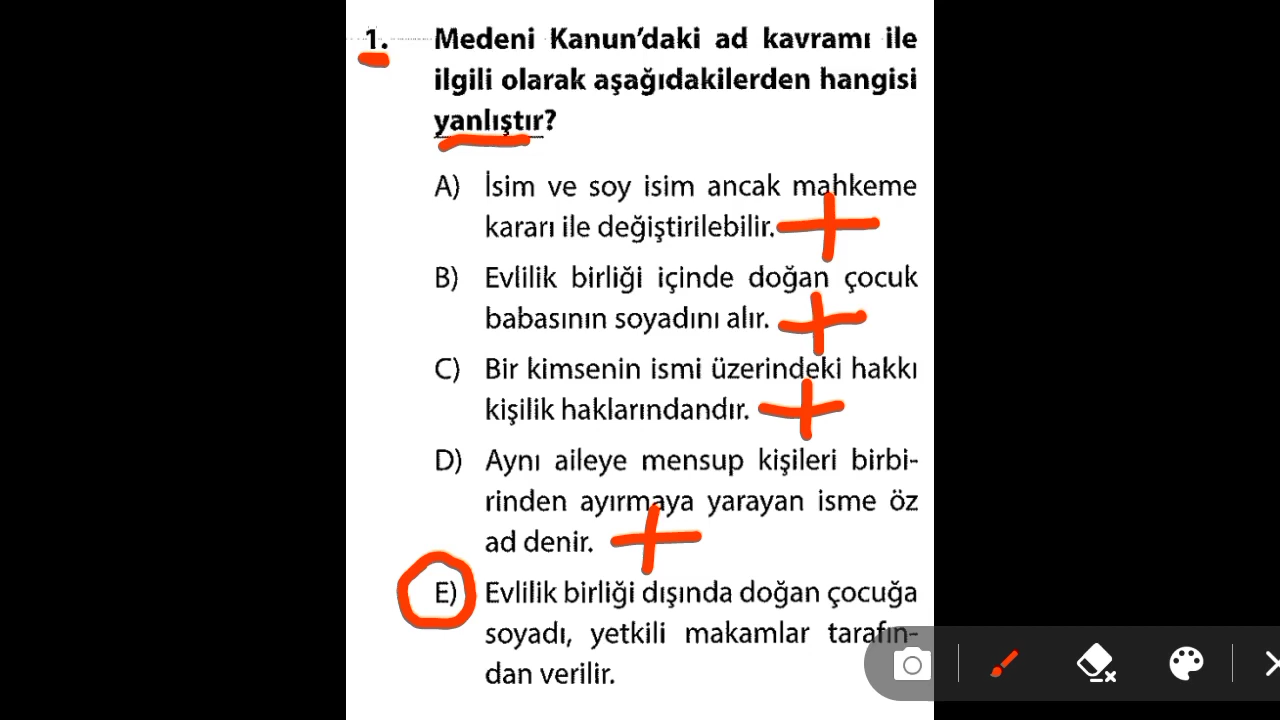 1. Medeni Kanun'daki ad kavramı ile
ilgili olarak aşağıdakilerden hangisi
yanlıştır?
A) İsim ve soy isim ancak mahkeme
kararı ile değiştirilebilir.
B) Evlilik birliği içinde doğan çocuk
babasının soyadını alır.
C) Bir kimsenin ismi üzerindeki hakkı
kişilik haklarındandır.
D) Aynı aileye mensup kişileri birbi-
rinden ayırmaya yarayan isme öz
ad denir.
E) Evlilik birliği dışında doğan çocuğa
soyadı, yetkili makamlar tarafın-
dan verilir.